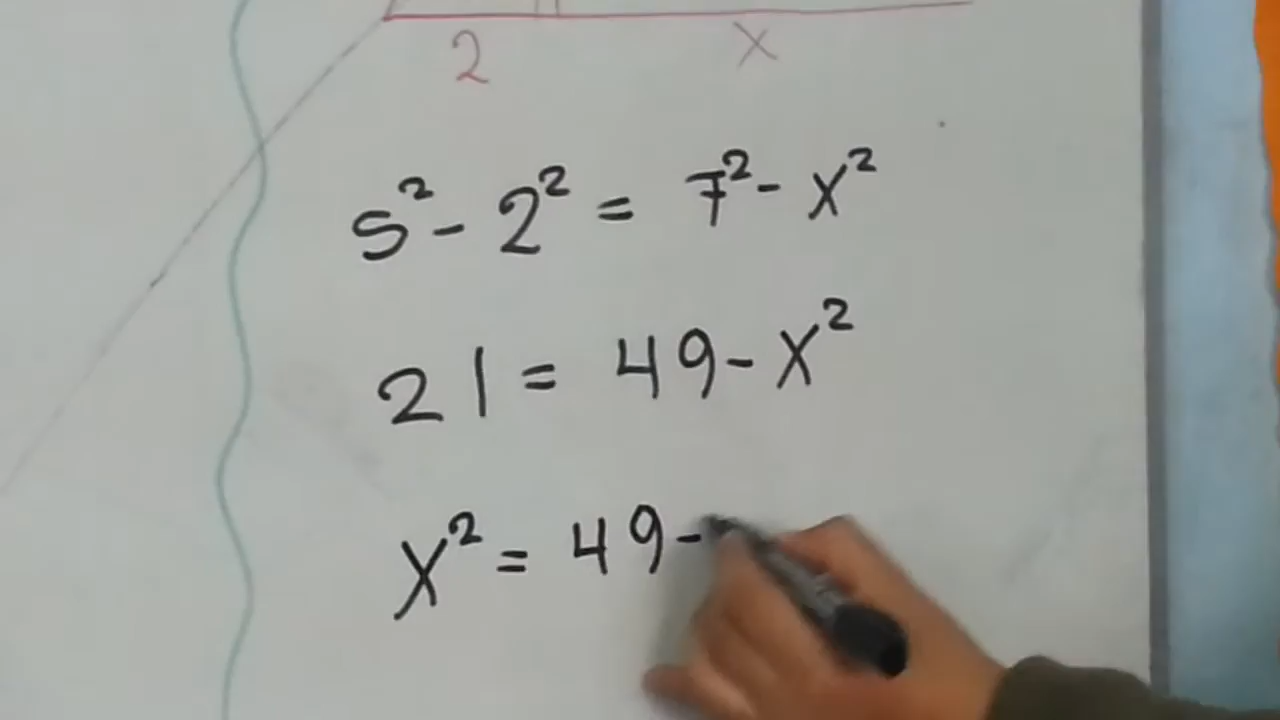 2 x
5² - 2² = 7² - x²
21 = 49 - x²
x² = 49 -